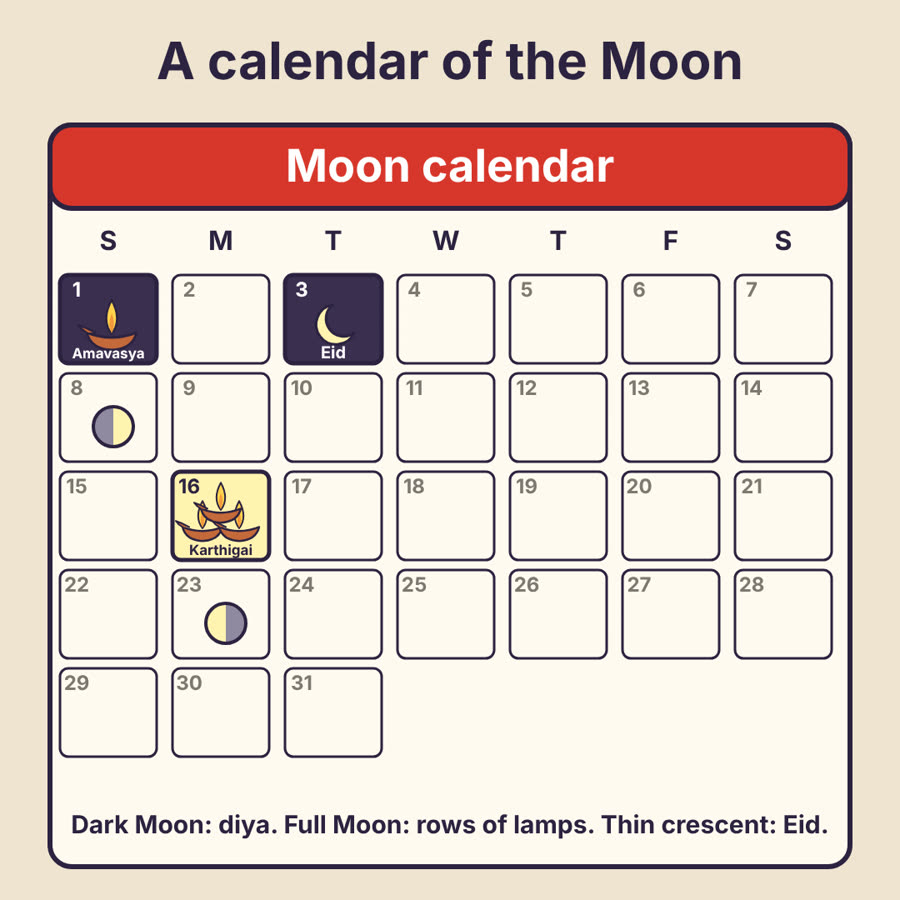 A calendar of the Moon
Moon calendar
S M T W T F S
1 2 3 4 5 6 7
Amavasya Eid
8 9 10 11 12 13 14
15 16 17 18 19 20 21
Karthigai
22 23 24 25 26 27 28
29 30 31
Dark Moon: diya. Full Moon: rows of lamps. Thin crescent: Eid.